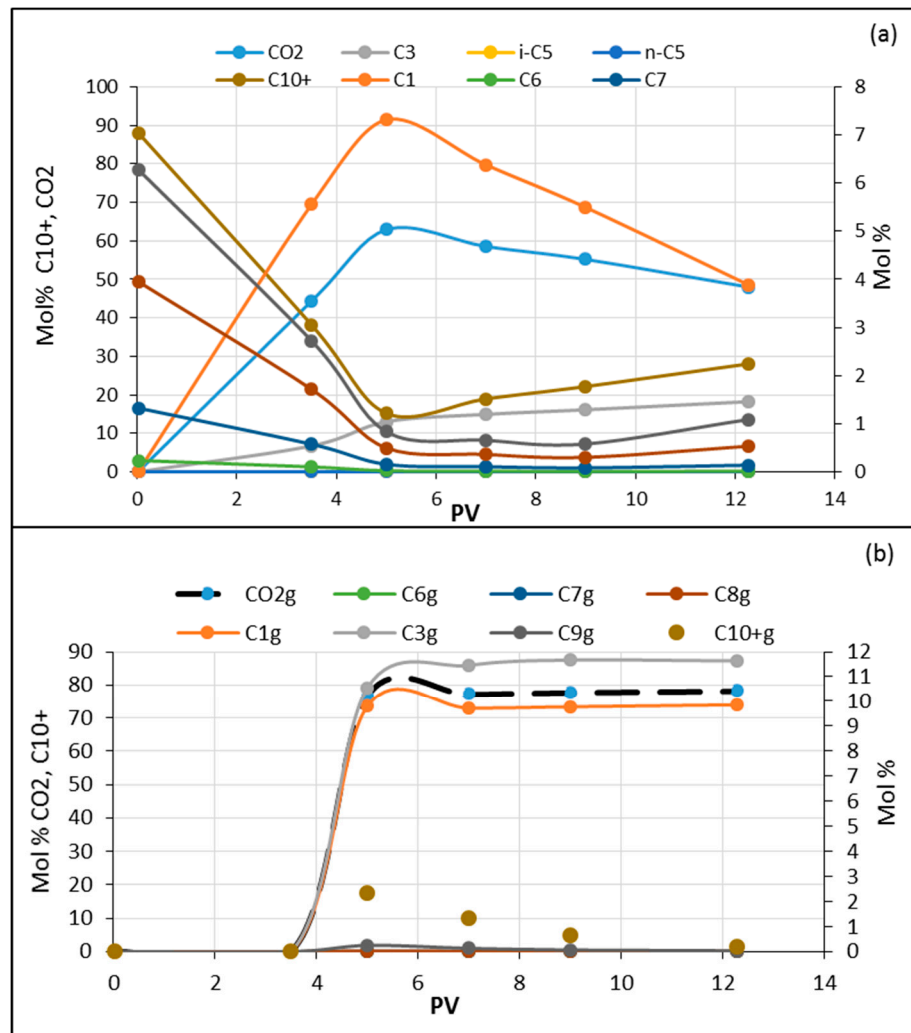 (a)
CO2 C3 i-C5 n-C5
C10+ C1 C6 C7
100 8
90
80 7
70 6
60 5
50 4
40 3
30
20 2
10 1
0 0
0 2 4 6 8 10 12 14
PV
Mol% C10+, CO2
Mol %
(b)
CO2g C6g C7g C8g
C1g C3g C9g C10+g
90 12
80 11
70 10
60 9
50 8
40 7
30 6
20 5
10 4
0 3
2
1
0
0 2 4 6 8 10 12 14
PV
Mol % CO2, C10+
Mol %